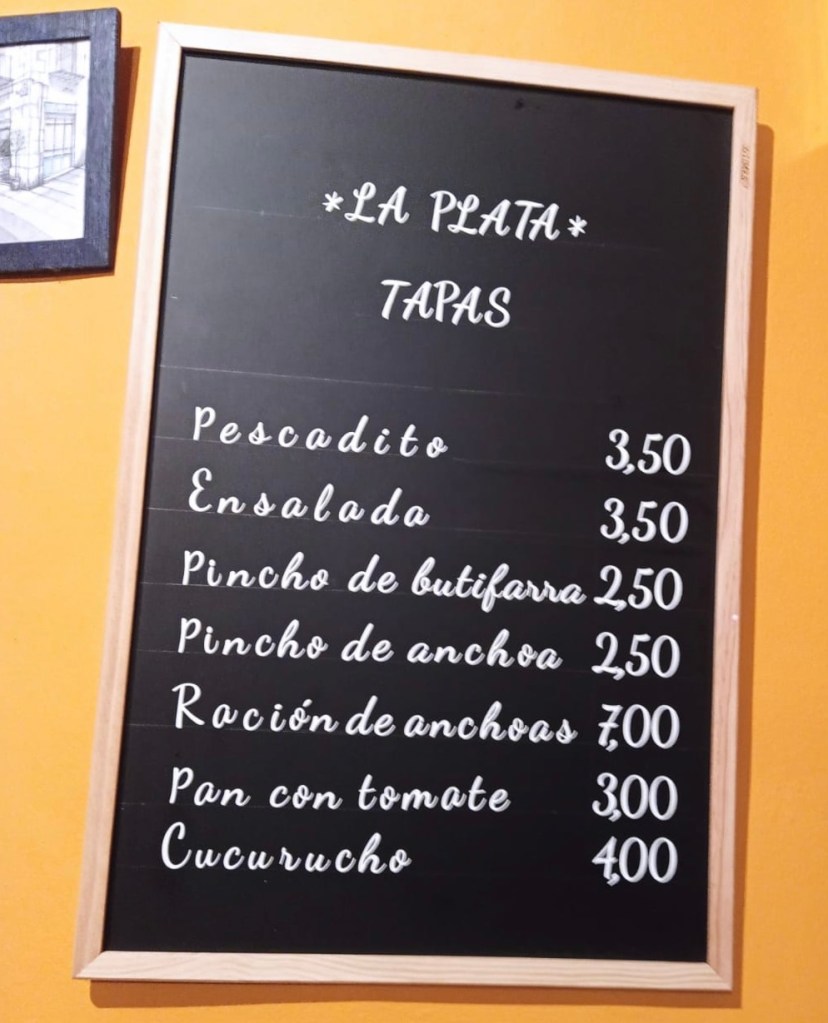 *LA PLATA*
TAPAS
Pescadito 3,50
Ensalada 3,50
Pincho de butifarra 2,50
Pincho de anchoa 2,50
Ración de anchoas 7,00
Pan con tomate 3,00
Cucurucho 4,00